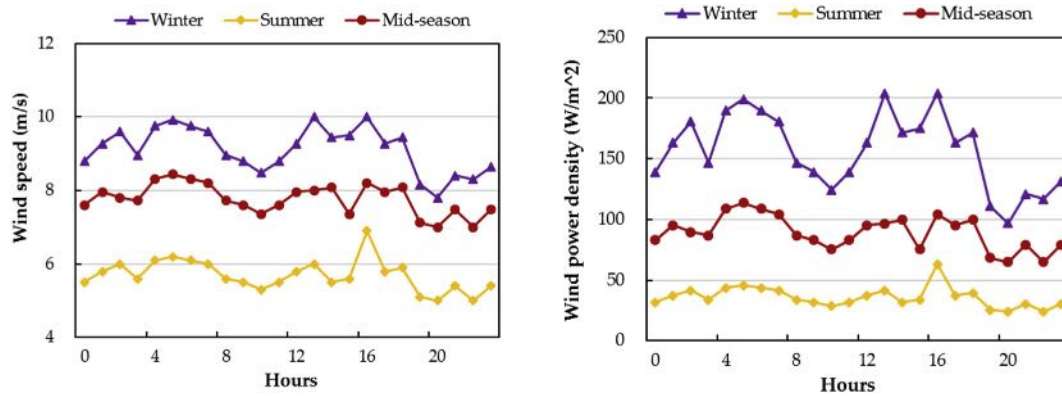 Winter Summer Mid-season
Wind speed (m/s)
12
10
8
6
4
0 4 8 12 16 20
Hours
Winter Summer Mid-season
Wind power density (W/m^2)
250
200
150
100
50
0
0 4 8 12 16 20
Hours